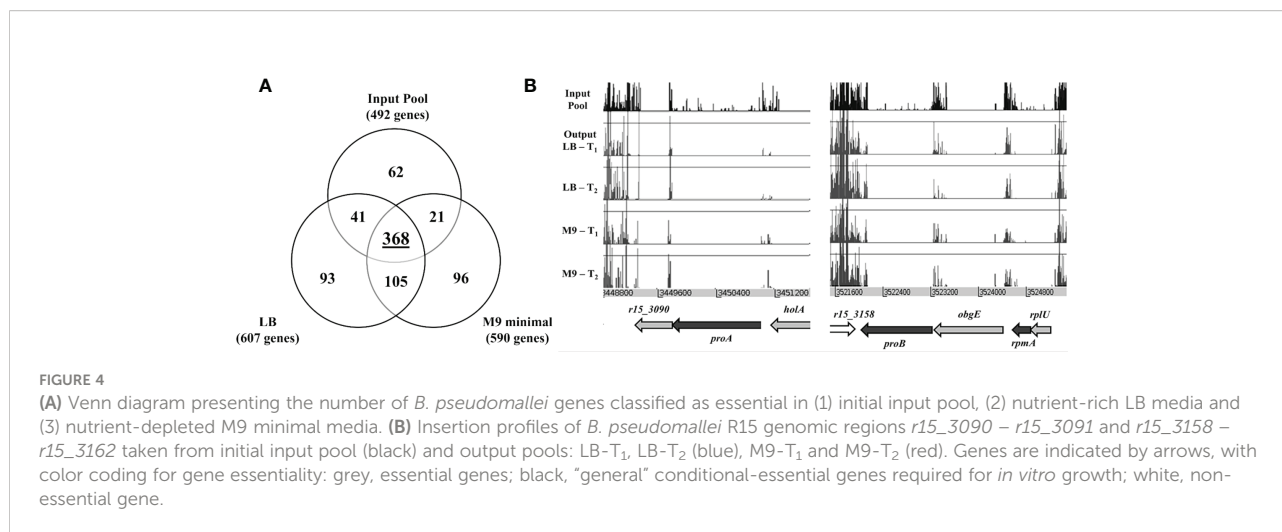 A
Input Pool
(492 genes)
62
41
21
368
93
105
96
LB
(607 genes)
M9 minimal
(590 genes)
B
Input
Pool
Output
LB – T1
LB – T2
M9 – T1
M9 – T2
3448800 3449600 3450400 3451200
r15_3090 holA
proA
3521600 3522400 3523200 3524000 3524800
r15_3158 obgE rplU
proB rpmA
FIGURE 4
(A) Venn diagram presenting the number of B. pseudomallei genes classified as essential in (1) initial input pool, (2) nutrient-rich LB media and
(3) nutrient-depleted M9 minimal media. (B) Insertion profiles of B. pseudomallei R15 genomic regions r15_3090 – r15_3091 and r15_3158 –
r15_3162 taken from initial input pool (black) and output pools: LB-T1, LB-T2 (blue), M9-T1 and M9-T2 (red). Genes are indicated by arrows, with
color coding for gene essentiality: grey, essential genes; black, “general” conditional-essential genes required for in vitro growth; white, non-
essential gene.